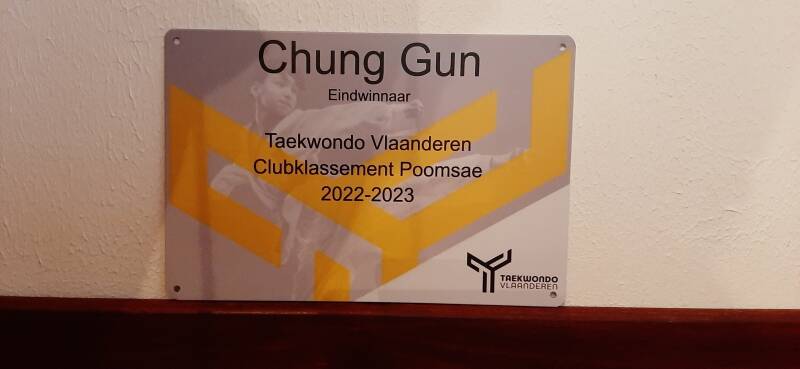 Chung Gun
Eindwinnaar
Taekwondo Vlaanderen
Clubklassement Poomsae
2022-2023
TAEKWONDO
VLAANDEREN